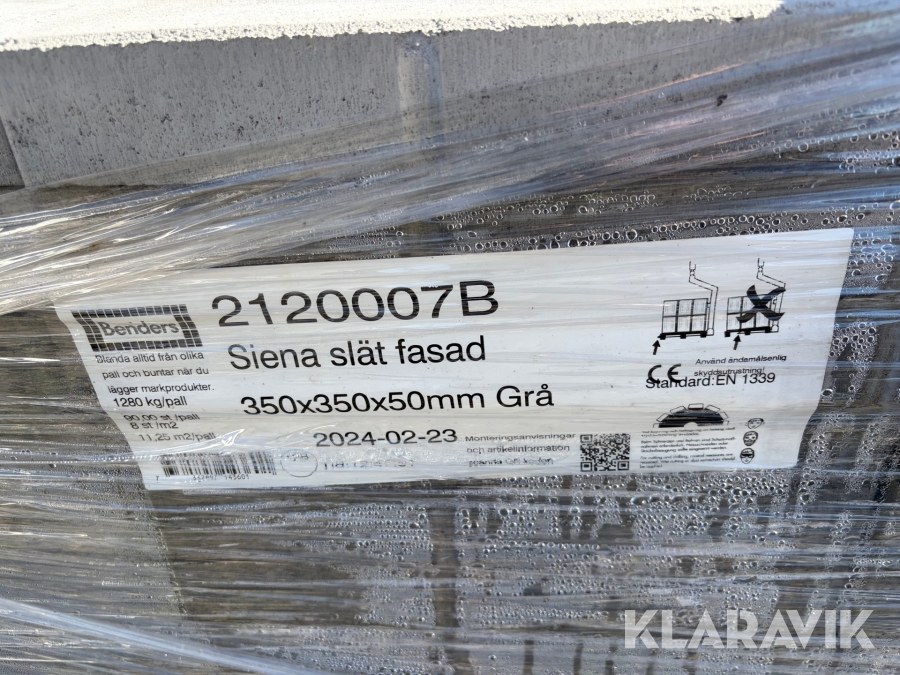 Benders
2120007B
Siena slät fasad
350x350x50mm Grå
Blanda alltid från olika
pall och buntar när du
lägger markprodukter.
1280 kg/pall
90,00 st /pall
8 st /m2
11,25 m2/pall
2024-02-23
Monteringsanvisningar
och artikelinformation
Använd ändamålsenlig
skyddsutrustning!
CE
Standard:EN 1339
KLARAVIK